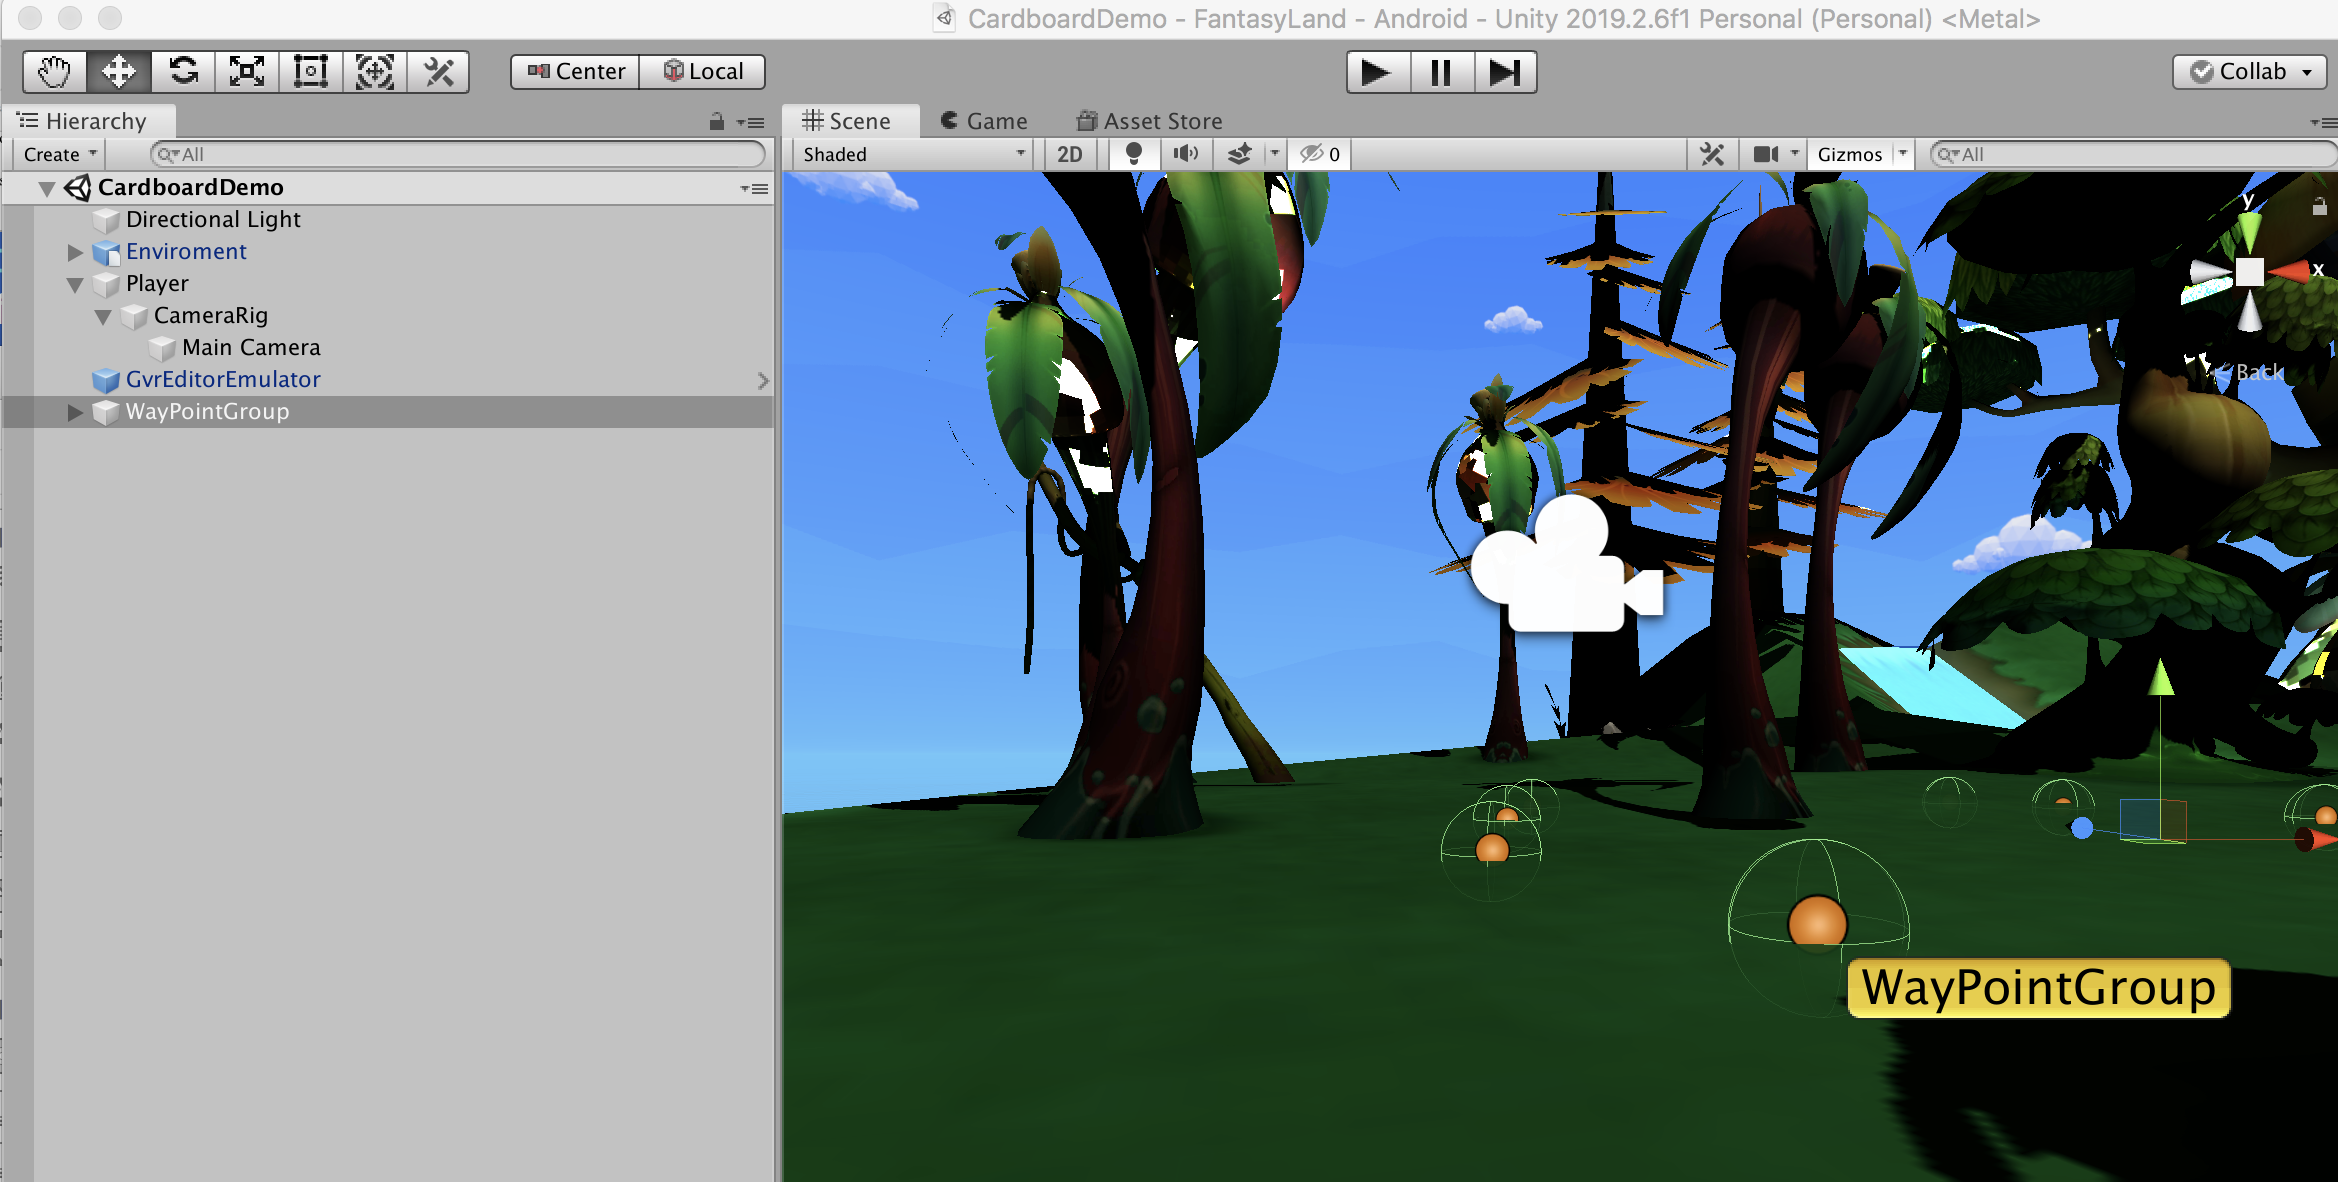 CardboardDemo - FantasyLand - Android - Unity 2019.2.6f1 Personal (Personal) <Metal>
Center Local Collab
Hierarchy
Scene Game Asset Store
Create All
Shaded 2D 0 Gizmos All
CardboardDemo
Directional Light
Enviroment
Player
CameraRig
Main Camera
GvrEditorEmulator
WayPointGroup
y
x
Back
WayPointGroup